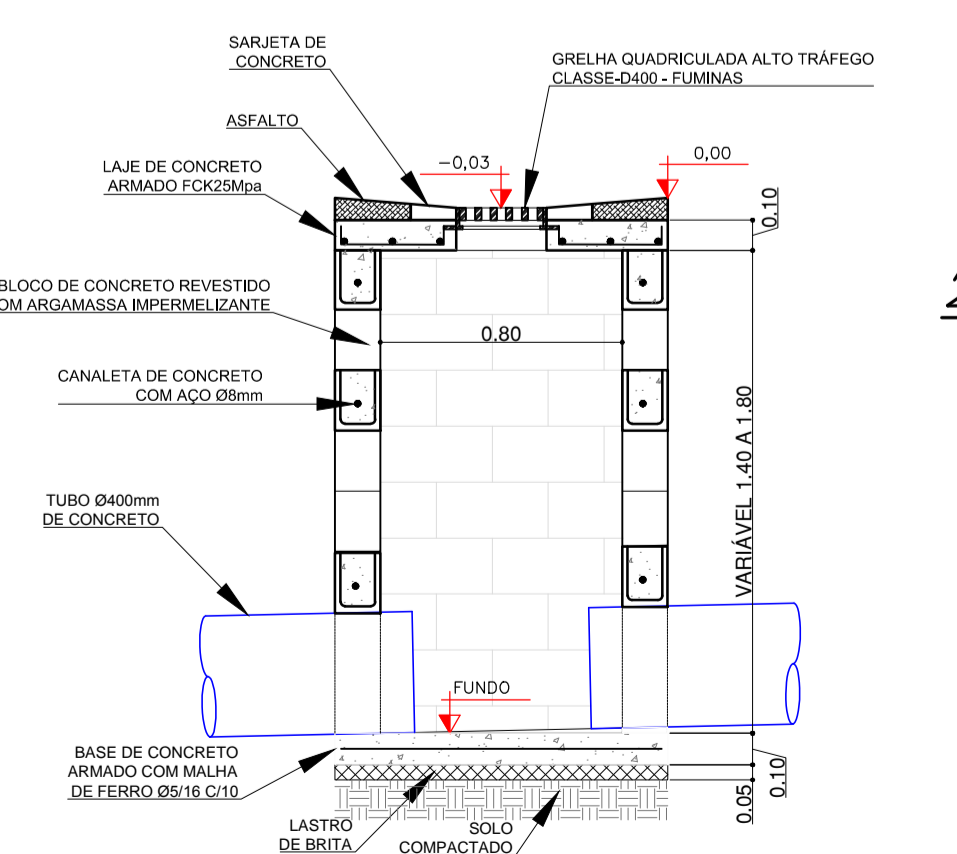 SARJETA DE
CONCRETO
GRELHA QUADRICULADA ALTO TRÁFEGO
CLASSE-D400 - FUMINAS
ASFALTO
-0,03
0,00
LAJE DE CONCRETO
ARMADO FCK25Mpa
0.10
BLOCO DE CONCRETO REVESTIDO
OM ARGAMASSA IMPERMELIZANTE
0.80
CANALETA DE CONCRETO
COM AÇO Ø8mm
VARIÁVEL 1.40 A 1.80
TUBO Ø400mm
DE CONCRETO
FUNDO
BASE DE CONCRETO
ARMADO COM MALHA
DE FERRO Ø5/16 C/10
0.10
0.05
LASTRO
DE BRITA
SOLO
COMPACTADO